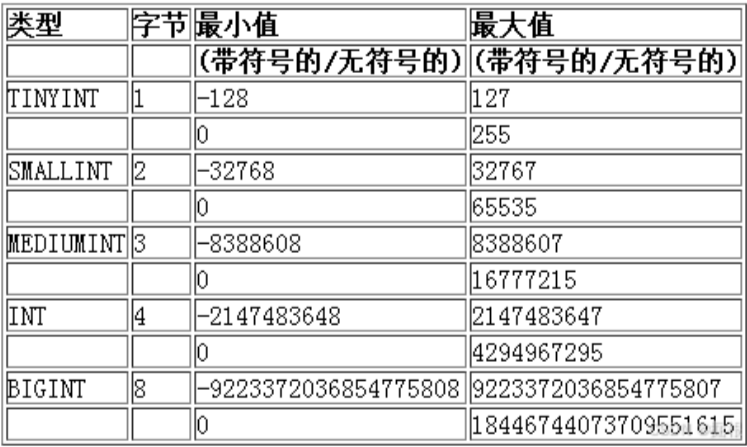 类型 字节 最小值 最大值
(带符号的/无符号的) (带符号的/无符号的)
TINYINT 1 -128 127
0 255
SMALLINT 2 -32768 32767
0 65535
MEDIUMINT 3 -8388608 8388607
0 16777215
INT 4 -2147483648 2147483647
0 4294967295
BIGINT 8 -9223372036854775808 9223372036854775807
0 18446744073709551615